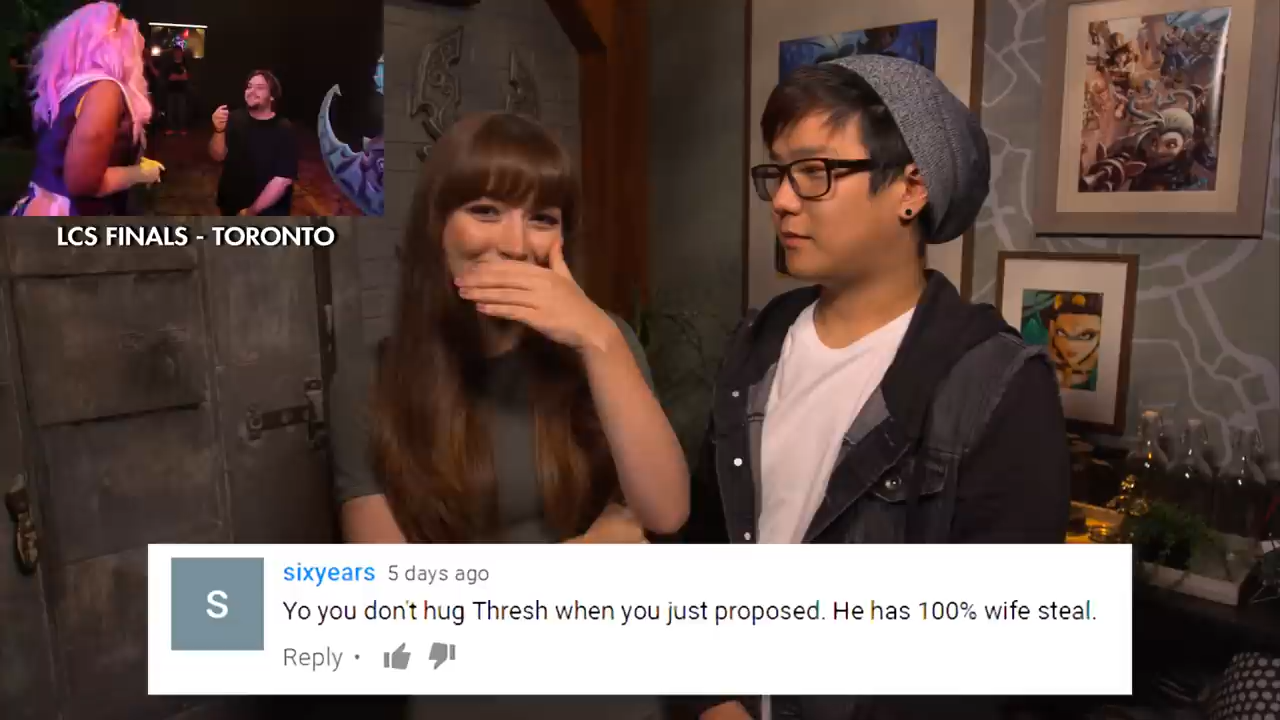 LCS FINALS - TORONTO
S
sixyears 5 days ago
Yo you don't hug Thresh when you just proposed. He has 100% wife steal.
Reply •